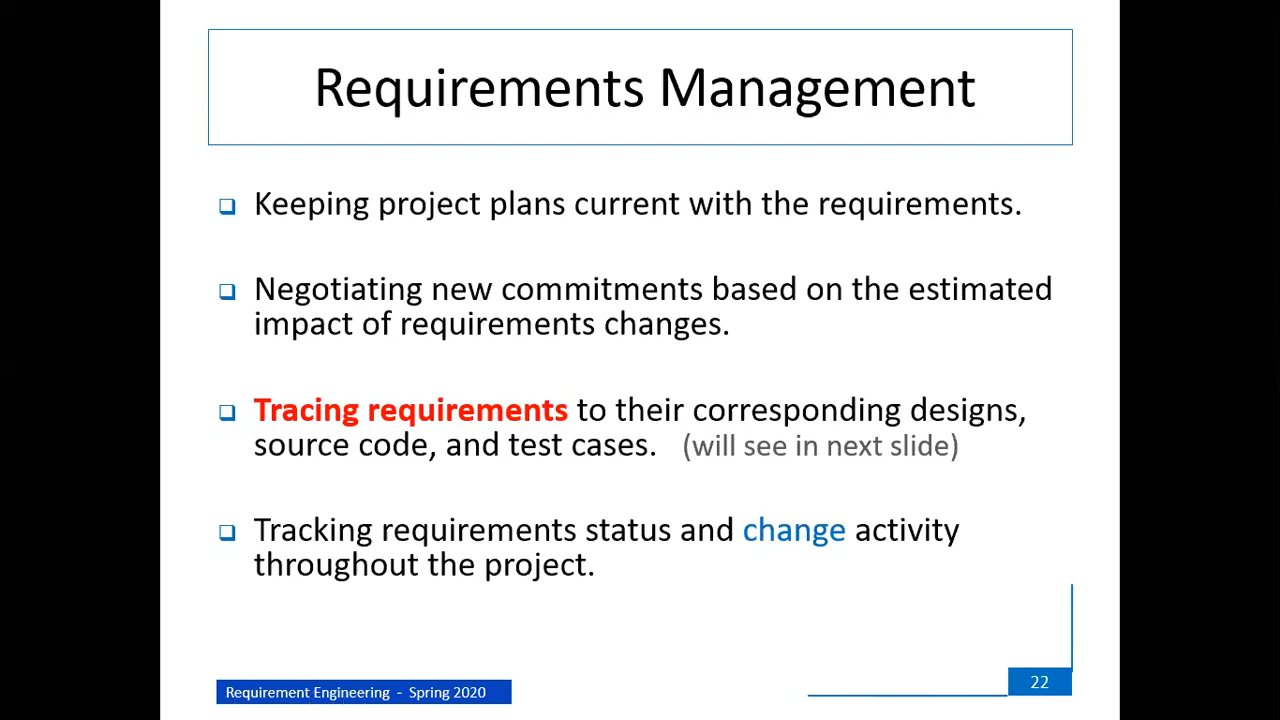 Requirements Management
Keeping project plans current with the requirements.
Negotiating new commitments based on the estimated
impact of requirements changes.
Tracing requirements to their corresponding designs,
source code, and test cases. (will see in next slide)
Tracking requirements status and change activity
throughout the project.
Requirement Engineering - Spring 2020
22